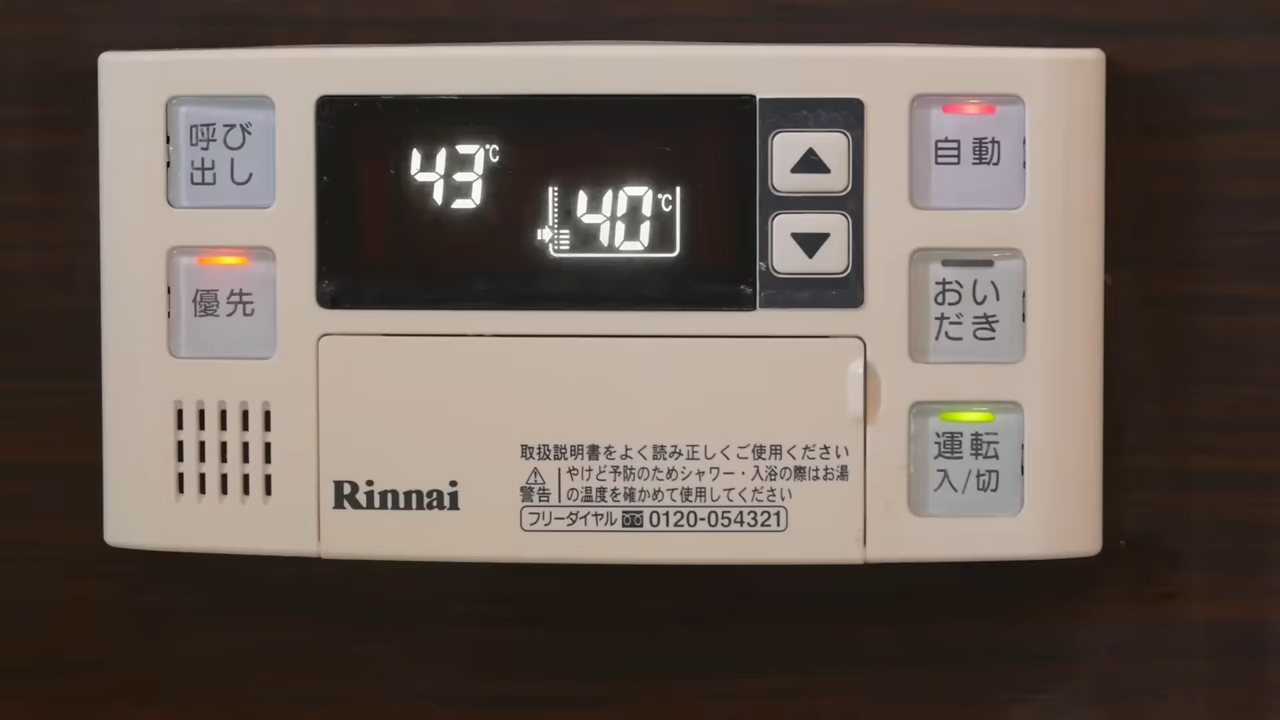 呼び
出し
優先
43℃
40℃
▲
▼
自動
おい
だき
運転
入/切
Rinnai
取扱説明書をよく読み正しくご使用ください
警告 やけど予防のためシャワー・入浴の際はお湯
の温度を確かめて使用してください
フリーダイヤル 0120-054321